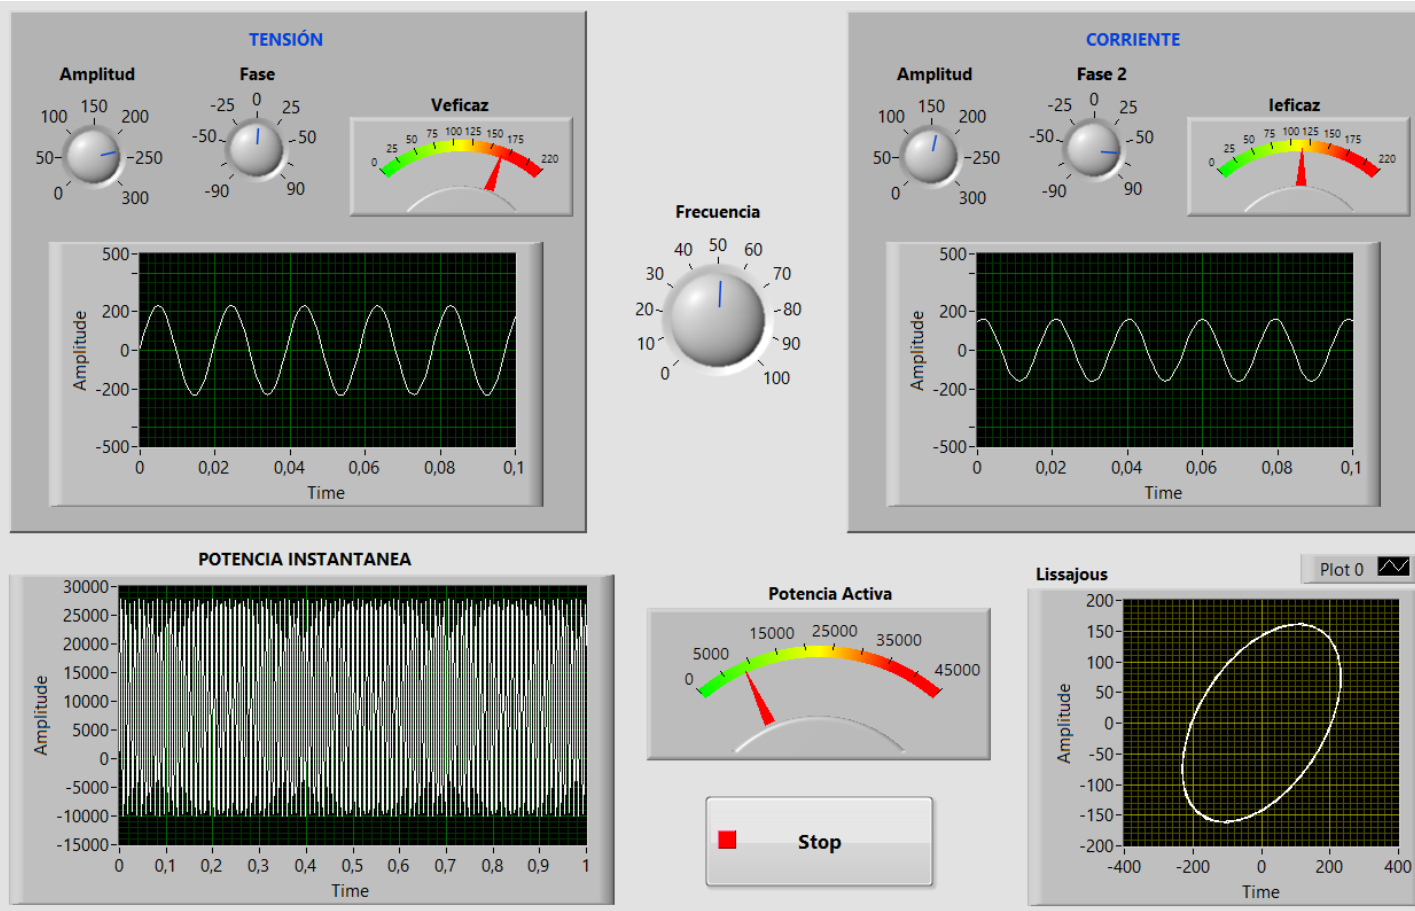 TENSIÓN
Amplitud
0 50 100 150 200 250 300
Fase
-90 -50 -25 0 25 50 90
Veficaz
0 25 50 75 100 125 150 175 220
Amplitude
500
200
0
-200
-500
0 0,02 0,04 0,06 0,08 0,1
Time
Frecuencia
0 10 20 30 40 50 60 70 80 90 100
CORRIENTE
Amplitud
0 50 100 150 200 250 300
Fase 2
-90 -50 -25 0 25 50 90
Ieficaz
0 25 50 75 100 125 150 175 220
Amplitude
500
200
0
-200
-500
0 0,02 0,04 0,06 0,08 0,1
Time
POTENCIA INSTANTANEA
Amplitude
30000
25000
20000
15000
10000
5000
0
-5000
-10000
-15000
0 0,1 0,2 0,3 0,4 0,5 0,6 0,7 0,8 0,9 1
Time
Potencia Activa
0 5000 15000 25000 35000 45000
Stop
Lissajous
Plot 0
Amplitude
200
150
100
50
0
-50
-100
-150
-200
-400 -200 0 200 400
Time